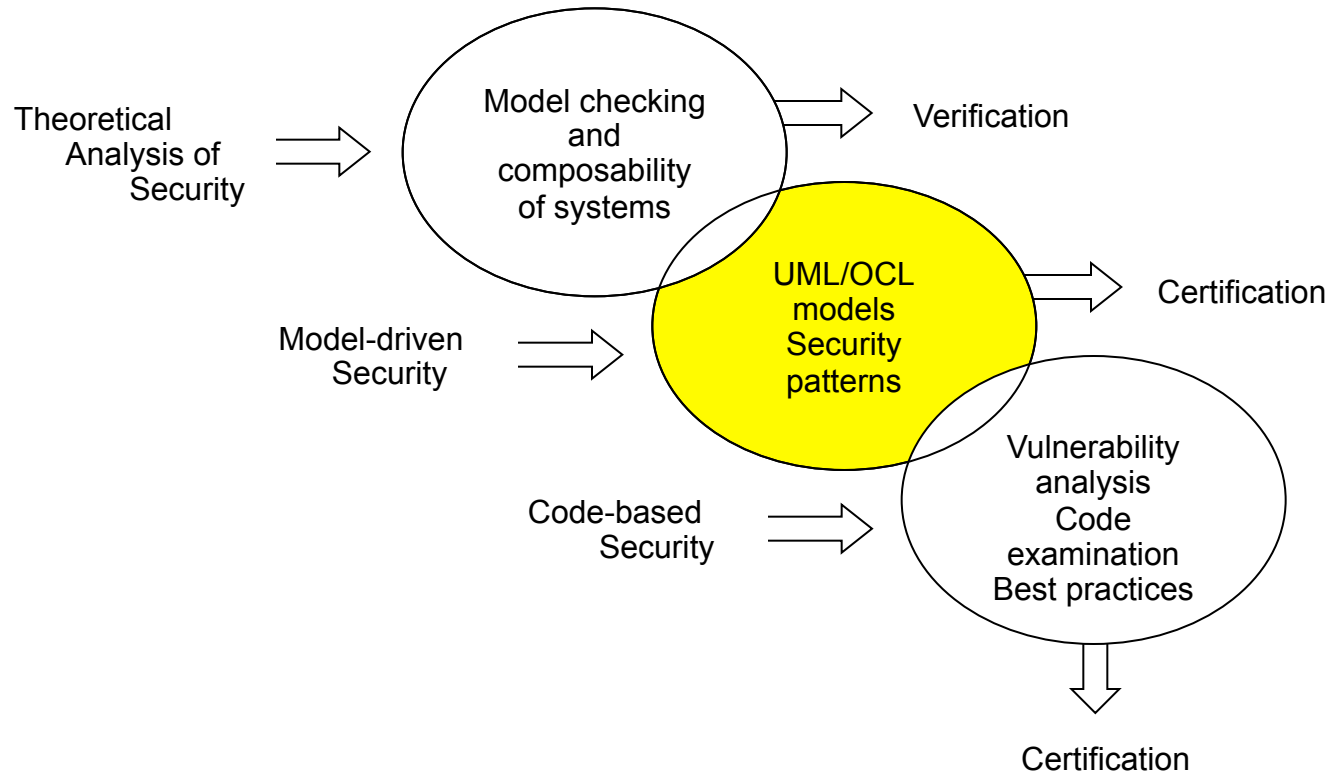 Theoretical
Analysis of
Security
Model checking
and
composability
of systems
Verification
Model-driven
Security
UML/OCL
models
Security
patterns
Certification
Code-based
Security
Vulnerability
analysis
Code
examination
Best practices
Certification